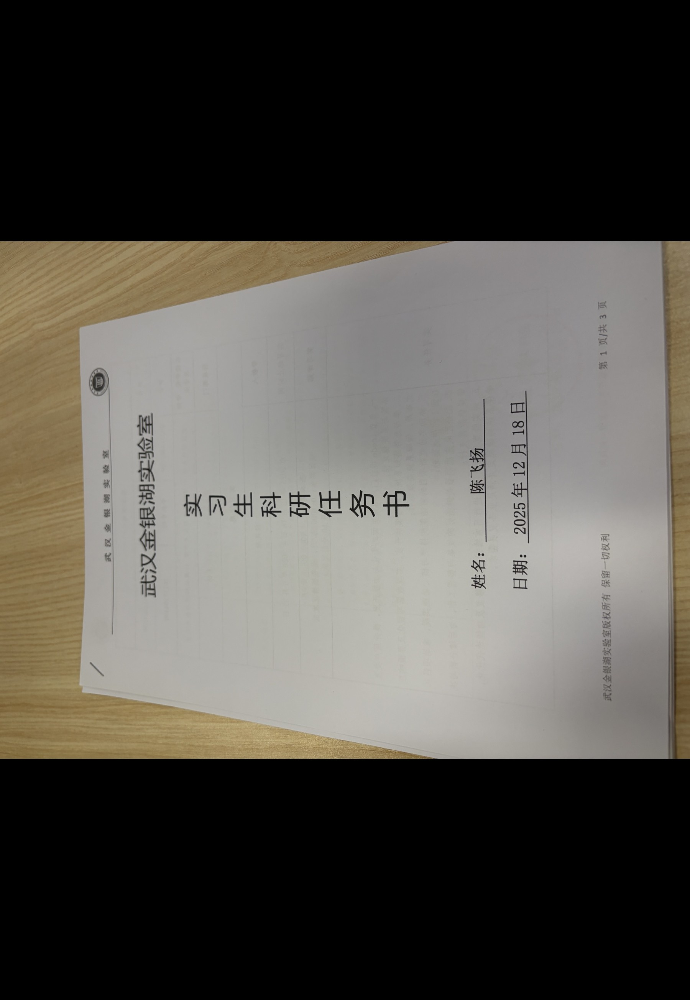 武汉金银湖实验室
武汉金银湖实验室
实
习
生
科
研
任
务
书
姓名：陈飞扬
日期：2025年12月18日
武汉金银湖实验室版权所有 保留一切权利 第 1 页/共 3 页